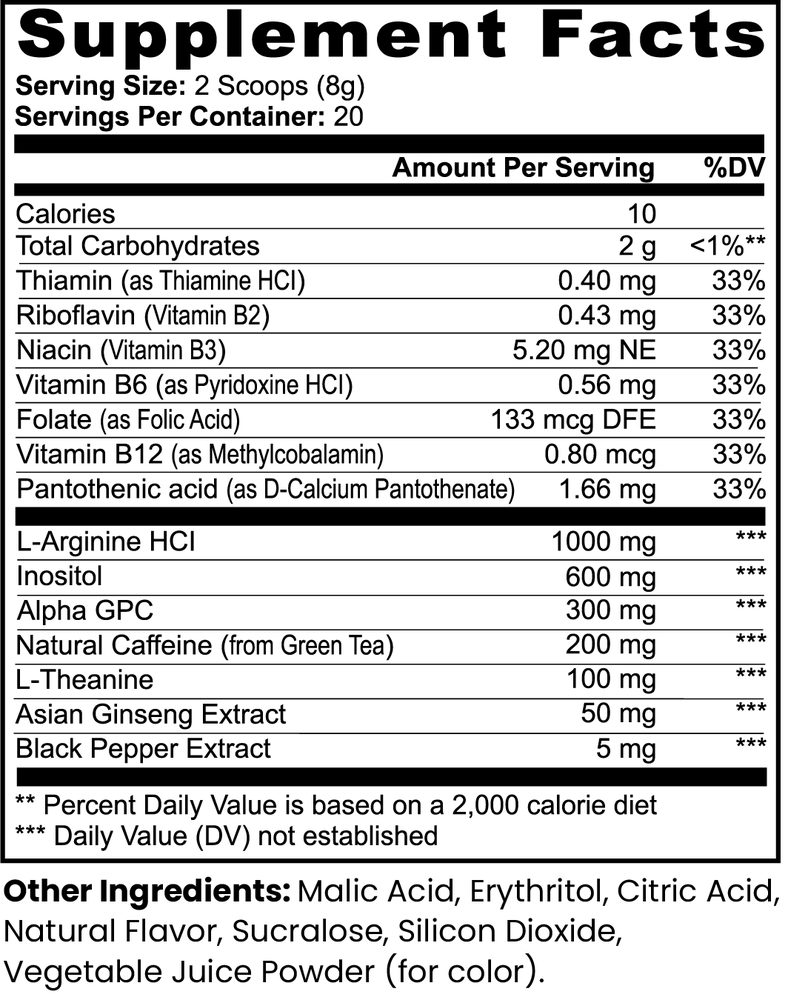 Supplement Facts
Serving Size: 2 Scoops (8g)
Servings Per Container: 20
Amount Per Serving %DV
Calories 10
Total Carbohydrates 2 g <1%**
Thiamin (as Thiamine HCl) 0.40 mg 33%
Riboflavin (Vitamin B2) 0.43 mg 33%
Niacin (Vitamin B3) 5.20 mg NE 33%
Vitamin B6 (as Pyridoxine HCl) 0.56 mg 33%
Folate (as Folic Acid) 133 mcg DFE 33%
Vitamin B12 (as Methylcobalamin) 0.80 mcg 33%
Pantothenic acid (as D-Calcium Pantothenate) 1.66 mg 33%
L-Arginine HCl 1000 mg ***
Inositol 600 mg ***
Alpha GPC 300 mg ***
Natural Caffeine (from Green Tea) 200 mg ***
L-Theanine 100 mg ***
Asian Ginseng Extract 50 mg ***
Black Pepper Extract 5 mg ***
** Percent Daily Value is based on a 2,000 calorie diet
*** Daily Value (DV) not established
Other Ingredients: Malic Acid, Erythritol, Citric Acid,
Natural Flavor, Sucralose, Silicon Dioxide,
Vegetable Juice Powder (for color).